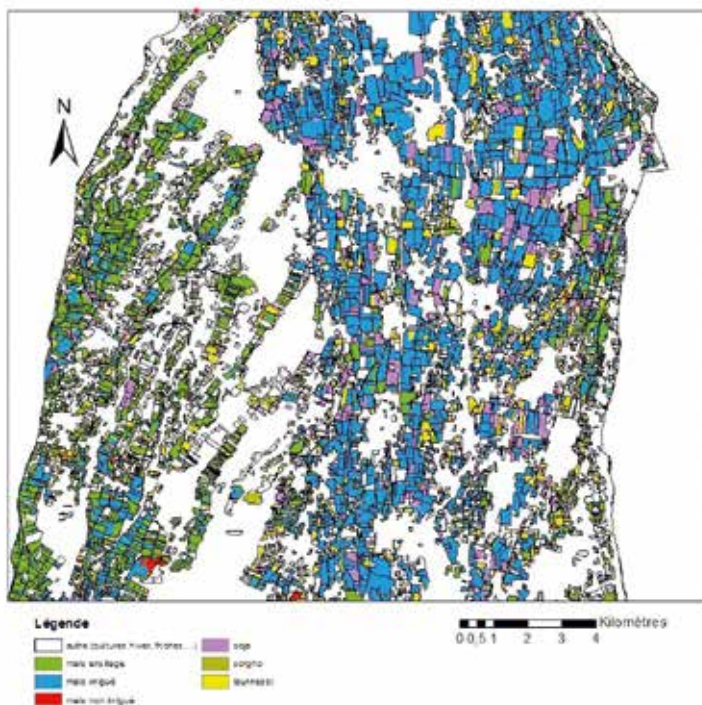 N
Légende
Kilomètres
0 0,5 1 2 3 4
autre (cultures hiver, friches ...)
soja
maïs ensilage
sorgho
maïs irrigué
tournesol
maïs non irrigué